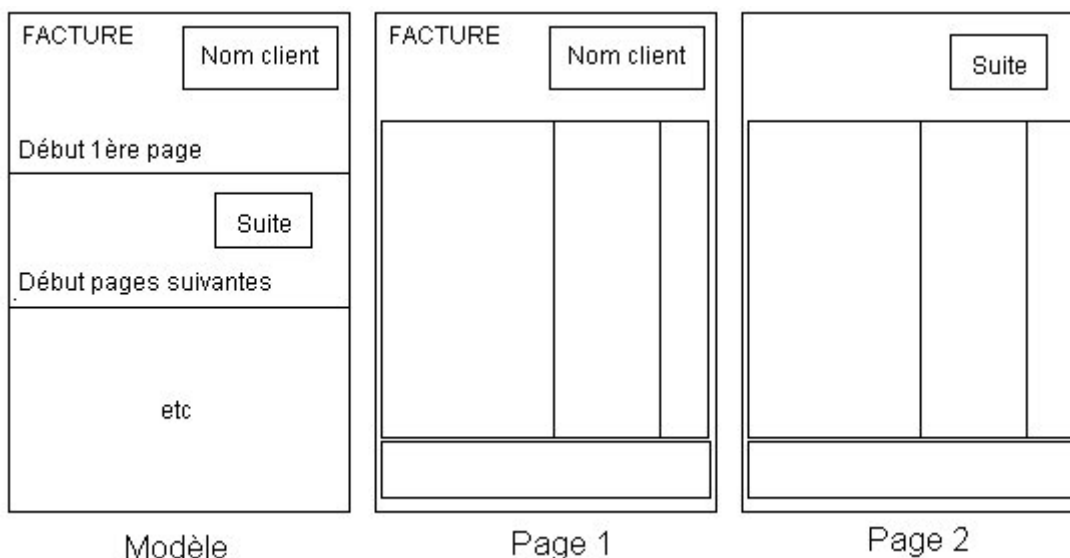 FACTURE
Nom client
Début 1ère page
Suite
Début pages suivantes
etc
Modèle
FACTURE
Nom client
Page 1
Suite
Page 2